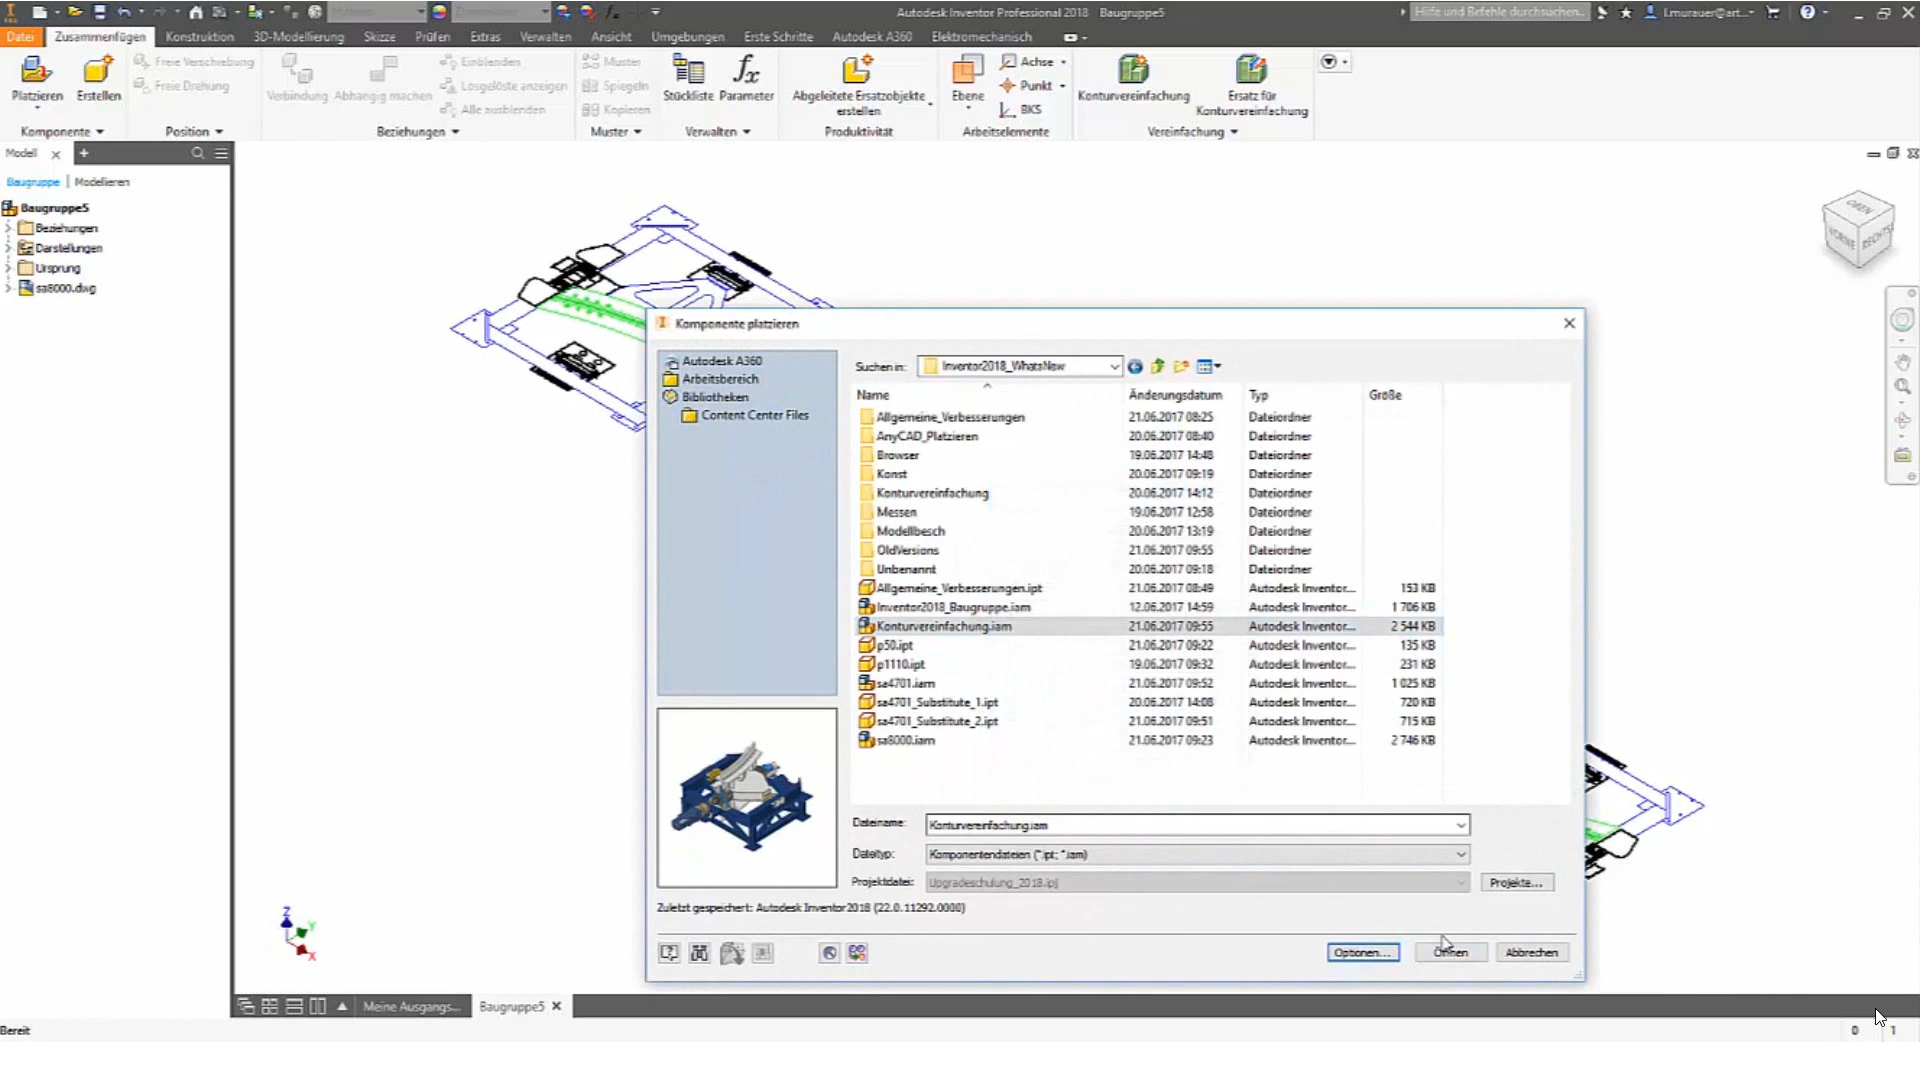 Autodesk Inventor Professional 2018 Baugruppe5
Hilfe und Befehle durchsuchen...
l.murauer@art...
Datei Zusammenfügen Konstruktion 3D-Modellierung Skizze Prüfen Extras Verwalten Ansicht Umgebungen Erste Schritte Autodesk A360 Elektromechanisch
Platzieren
Erstellen
Freie Verschiebung
Freie Drehung
Verbindung
Abhängig machen
Einblenden
Losgelöste anzeigen
Alle ausblenden
Muster
Spiegeln
Kopieren
Stückliste
Parameter
Abgeleitete Ersatzobjekte
erstellen
Ebene
Achse
Punkt
BKS
Konturvereinfachung
Ersatz für
Konturvereinfachung
Komponente
Position
Beziehungen
Muster
Verwalten
Produktivität
Arbeitselemente
Vereinfachung
Modell
Baugruppe | Modellieren
Baugruppe5
Beziehungen
Darstellungen
Ursprung
sa8000.dwg
OBEN
VORNE
RECHTS
Komponente platzieren
Autodesk A360
Arbeitsbereich
Bibliotheken
Content Center Files
Suchen in: Inventor2018_WhatsNew
Name Änderungsdatum Typ Größe
Allgemeine_Verbesserungen 21.06.2017 08:25 Dateiordner
AnyCAD_Platzieren 20.06.2017 08:40 Dateiordner
Browser 19.06.2017 14:48 Dateiordner
Konst 20.06.2017 09:19 Dateiordner
Konturvereinfachung 20.06.2017 14:12 Dateiordner
Messen 19.06.2017 12:58 Dateiordner
Modellbesch 20.06.2017 13:19 Dateiordner
OldVersions 21.06.2017 09:55 Dateiordner
Unbenannt 20.06.2017 09:18 Dateiordner
Allgemeine_Verbesserungen.ipt 21.06.2017 08:49 Autodesk Inventor... 153 KB
Inventor2018_Baugruppe.iam 12.06.2017 14:59 Autodesk Inventor... 1 706 KB
Konturvereinfachung.iam 21.06.2017 09:55 Autodesk Inventor... 2 544 KB
p50.ipt 21.06.2017 09:22 Autodesk Inventor... 135 KB
p1110.ipt 19.06.2017 09:32 Autodesk Inventor... 231 KB
sa4701.iam 21.06.2017 09:52 Autodesk Inventor... 1 025 KB
sa4701_Substitute_1.ipt 20.06.2017 14:08 Autodesk Inventor... 720 KB
sa4701_Substitute_2.ipt 21.06.2017 09:51 Autodesk Inventor... 715 KB
sa8000.iam 21.06.2017 09:23 Autodesk Inventor... 2 746 KB
Dateiname: Konturvereinfachung.iam
Dateityp: Komponentendateien (*.ipt; *.iam)
Projektdatei: Upgradeschulung_2018.ipj Projekte...
Zuletzt gespeichert: Autodesk Inventor 2018 (22.0.11292.0000)
Optionen... Öffnen Abbrechen
Z
Y
X
Meine Ausgangs... Baugruppe5
Bereit
0 1